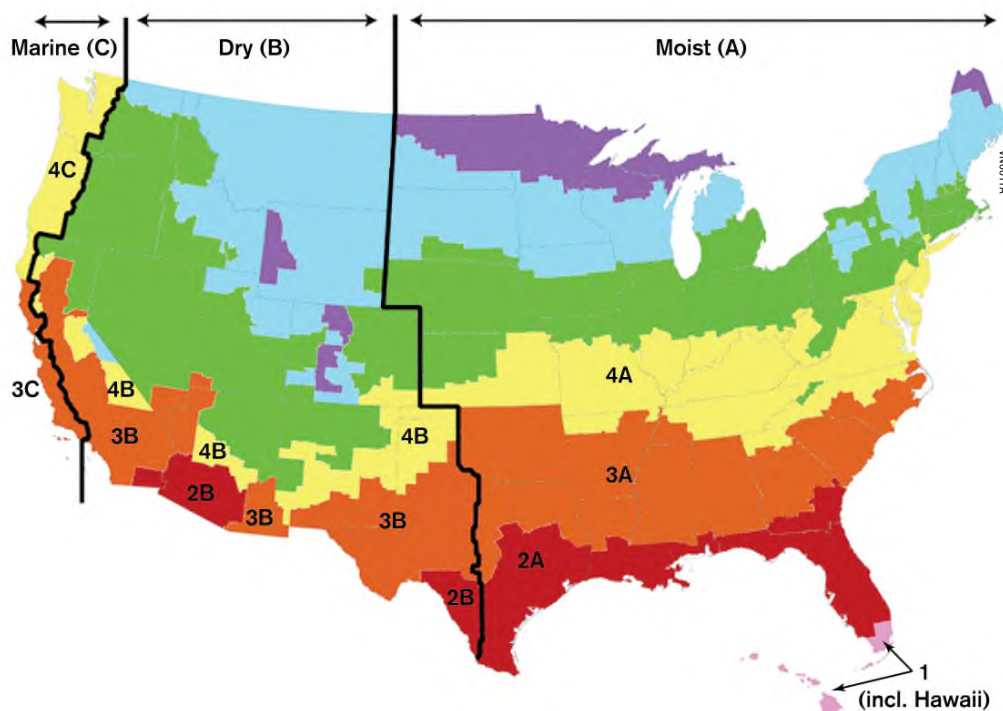 Marine (C)
Dry (B)
Moist (A)
4C
3C
4B
3B
4B
2B
3B
4B
3B
2B
4A
3A
2A
1
(incl. Hawaii)